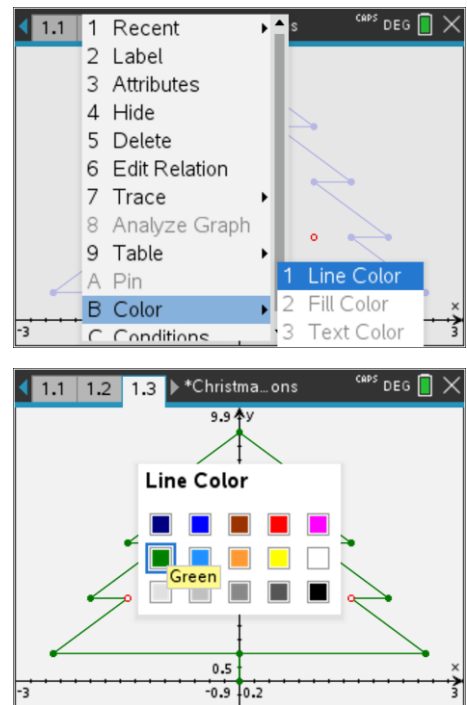 1.1 1 Recent s CAPS DEG
2 Label
3 Attributes
4 Hide
5 Delete
6 Edit Relation
7 Trace
8 Analyze Graph
9 Table
A Pin
1 Line Color
B Color
2 Fill Color
x
-3
C Conditions
3 Text Color
3
1.1 1.2 1.3 *Christma…ons CAPS DEG
9.9 y
Line Color
Green
0.5
x
-3
-0.9 0.2
3